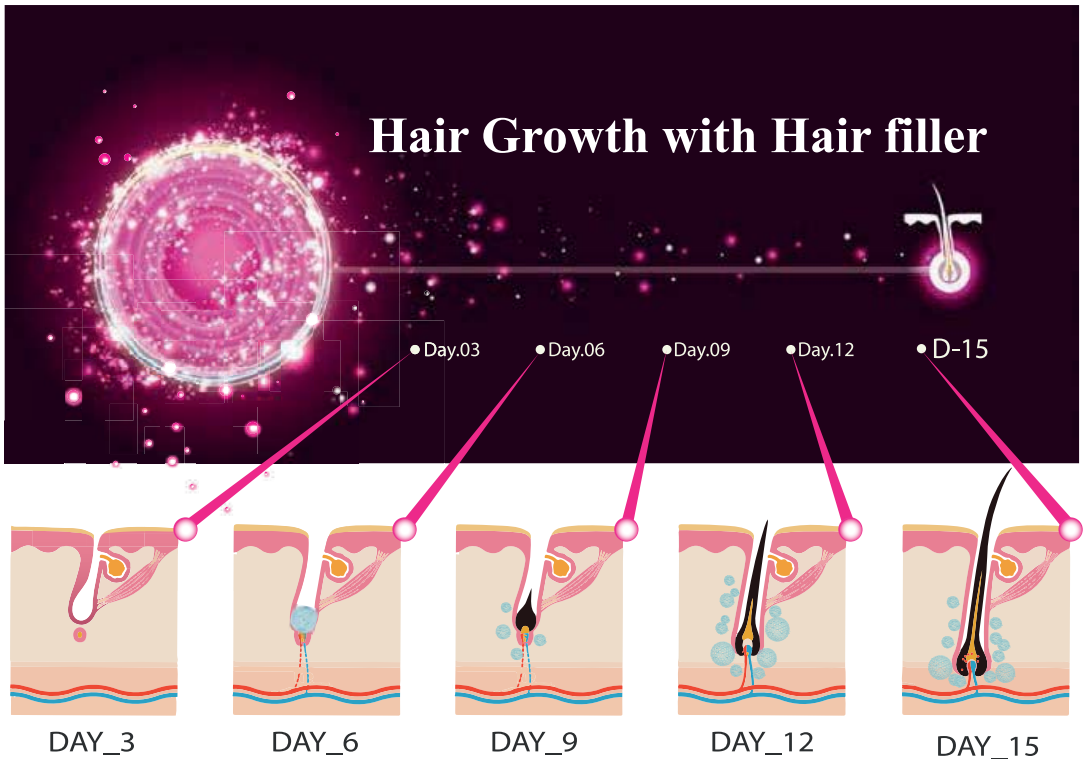 Hair Growth with Hair filler
Day.03
Day.06
Day.09
Day.12
D-15
DAY_3
DAY_6
DAY_9
DAY_12
DAY_15